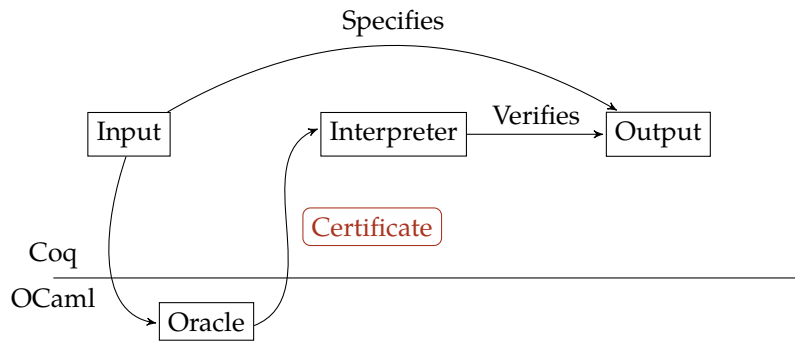 Specifies
Input
Interpreter
Verifies
Output
Certificate
Coq
OCaml
Oracle